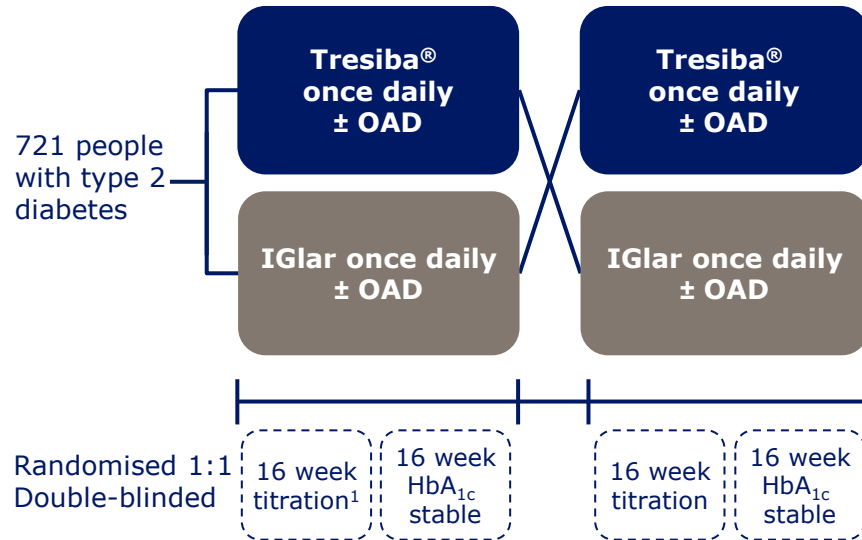 Tresiba®
once daily
± OAD
Tresiba®
once daily
± OAD
721 people
with type 2
diabetes
IGlar once daily
± OAD
IGlar once daily
± OAD
Randomised 1:1
Double-blinded
16 week
titration¹
16 week
HbA₁c
stable
16 week
titration
16 week
HbA₁c
stable